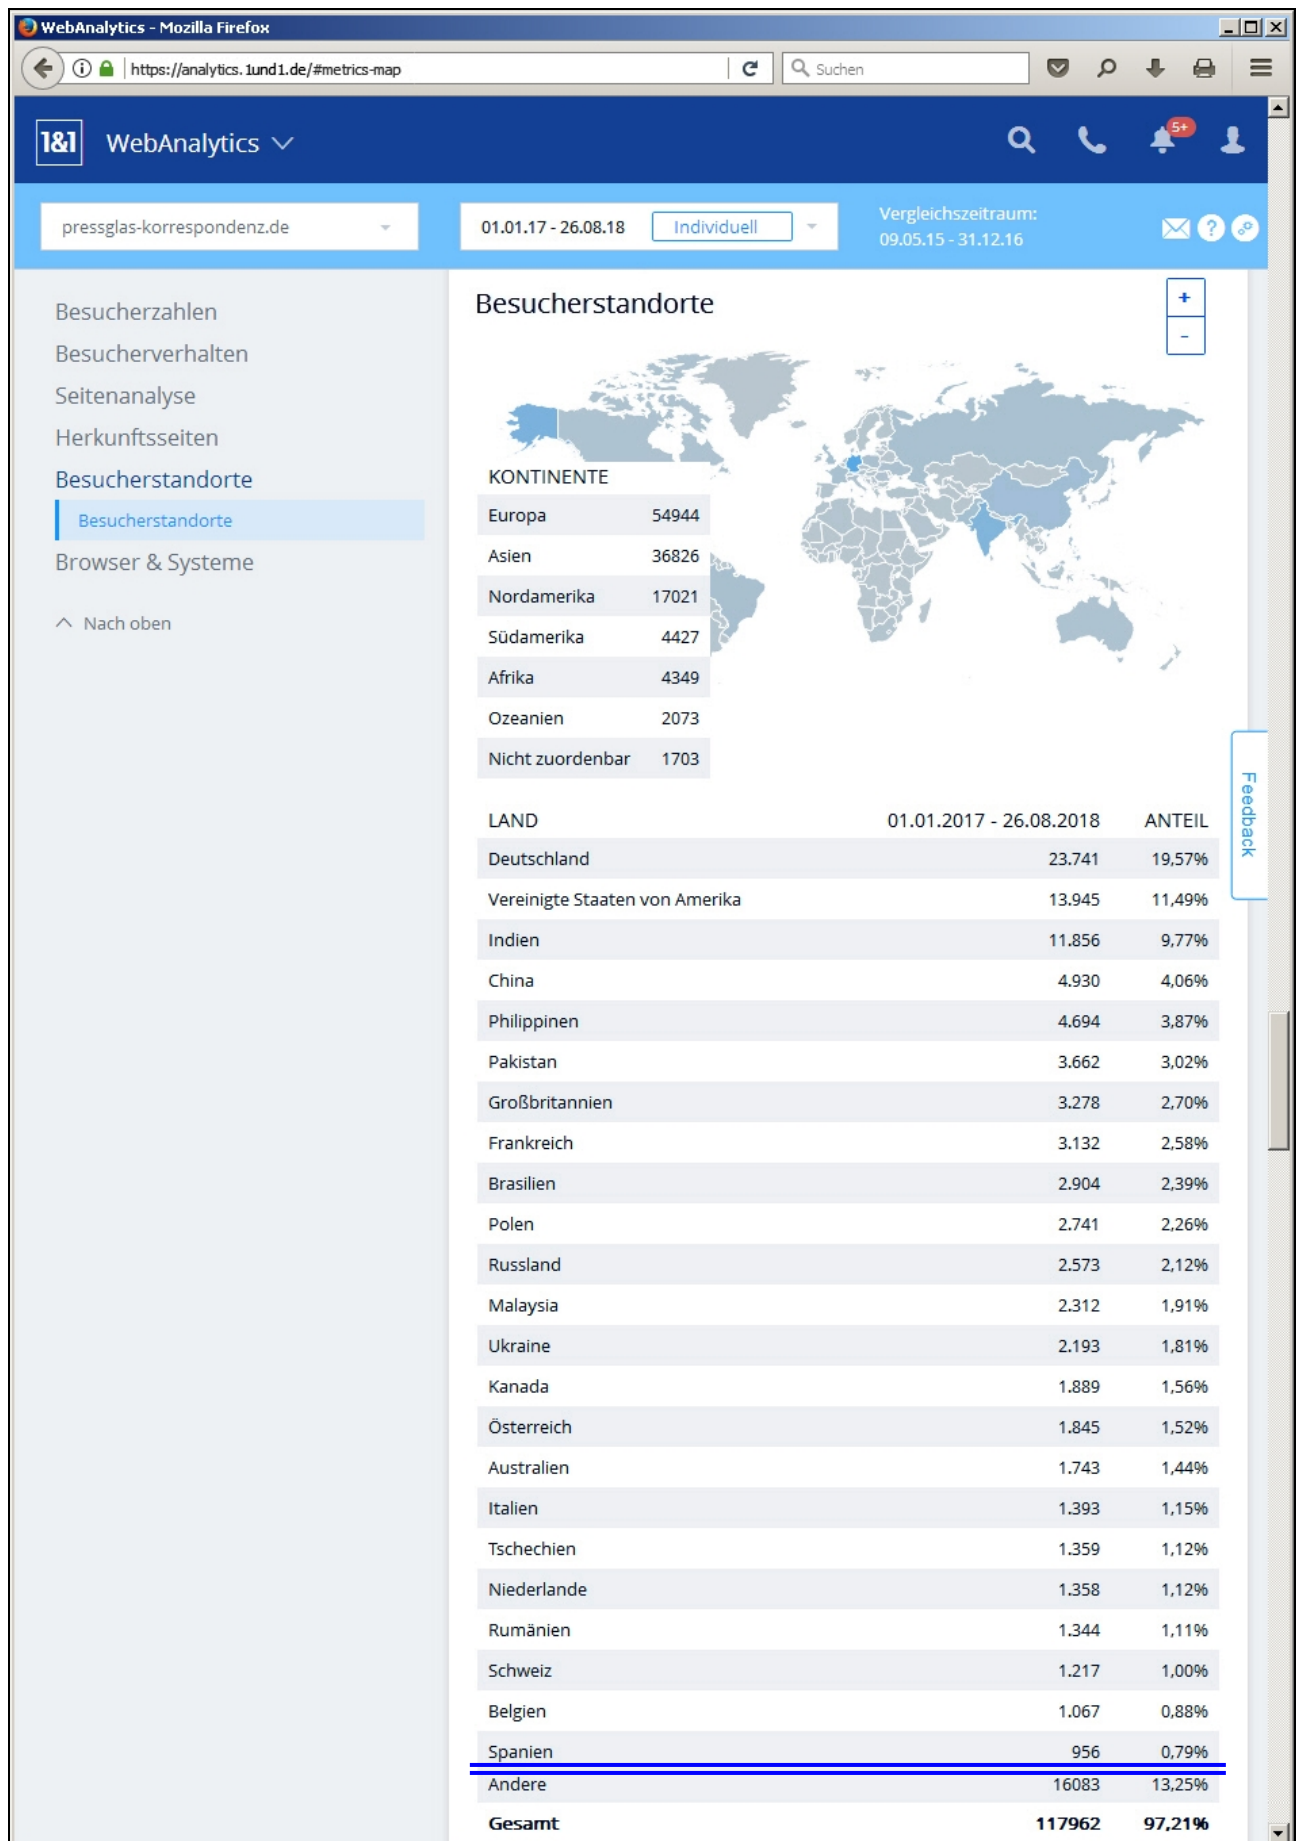 WebAnalytics - Mozilla Firefox
https://analytics.1und1.de/#metrics-map
Suchen
1&1 WebAnalytics
5+
pressglas-korrespondenz.de
01.01.17 - 26.08.18 Individuell
Vergleichszeitraum:
09.05.15 - 31.12.16
?
Besucherzahlen
Besucherverhalten
Seitenanalyse
Herkunftsseiten
Besucherstandorte
Besucherstandorte
Browser & Systeme
Nach oben
Besucherstandorte
+
-
KONTINENTE
Europa 54944
Asien 36826
Nordamerika 17021
Südamerika 4427
Afrika 4349
Ozeanien 2073
Nicht zuordenbar 1703
Feedback
LAND 01.01.2017 - 26.08.2018 ANTEIL
Deutschland 23.741 19,57%
Vereinigte Staaten von Amerika 13.945 11,49%
Indien 11.856 9,77%
China 4.930 4,06%
Philippinen 4.694 3,87%
Pakistan 3.662 3,02%
Großbritannien 3.278 2,70%
Frankreich 3.132 2,58%
Brasilien 2.904 2,39%
Polen 2.741 2,26%
Russland 2.573 2,12%
Malaysia 2.312 1,91%
Ukraine 2.193 1,81%
Kanada 1.889 1,56%
Österreich 1.845 1,52%
Australien 1.743 1,44%
Italien 1.393 1,15%
Tschechien 1.359 1,12%
Niederlande 1.358 1,12%
Rumänien 1.344 1,11%
Schweiz 1.217 1,00%
Belgien 1.067 0,88%
Spanien 956 0,79%
Andere 16083 13,25%
Gesamt 117962 97,21%